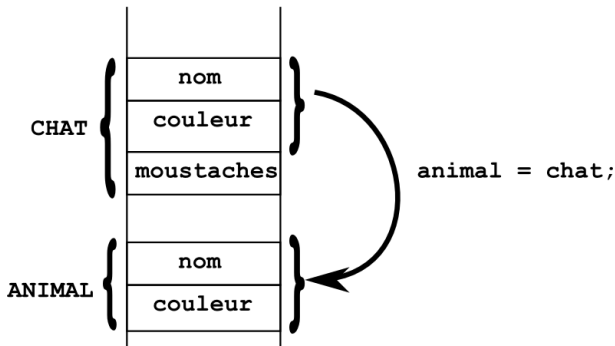 nom
couleur
CHAT
moustaches
animal = chat;
nom
ANIMAL
couleur